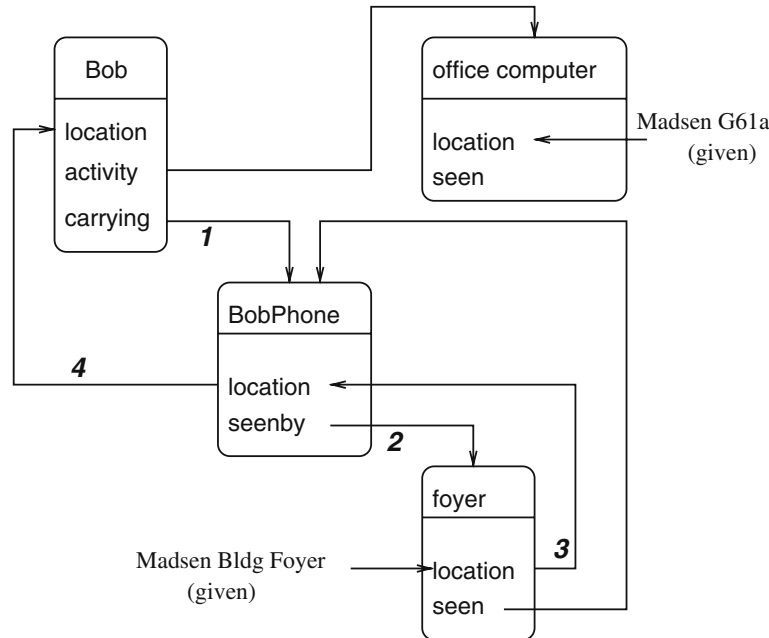 Bob
location
activity
carrying
office computer
location
seen
Madsen G61a
(given)
1
BobPhone
location
seenby
4
2
foyer
location
seen
3
Madsen Bldg Foyer
(given)